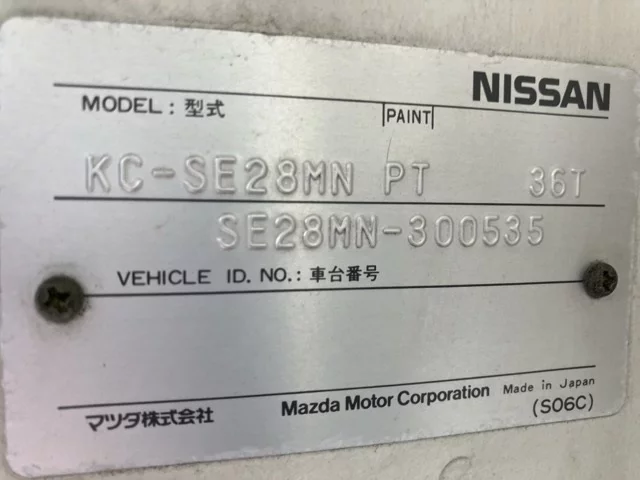 NISSAN
MODEL : 型式 PAINT
KC-SE28MN PT 36T
SE28MN-300535
VEHICLE ID. NO. : 車台番号
マツダ株式会社 Mazda Motor Corporation Made in Japan
(S06C)